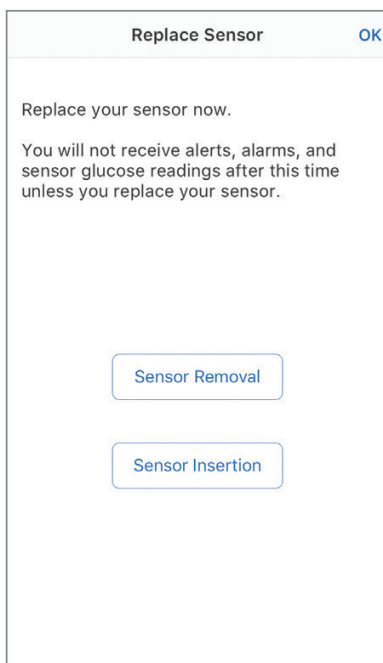 Replace Sensor OK
Replace your sensor now.
You will not receive alerts, alarms, and
sensor glucose readings after this time
unless you replace your sensor.
Sensor Removal
Sensor Insertion